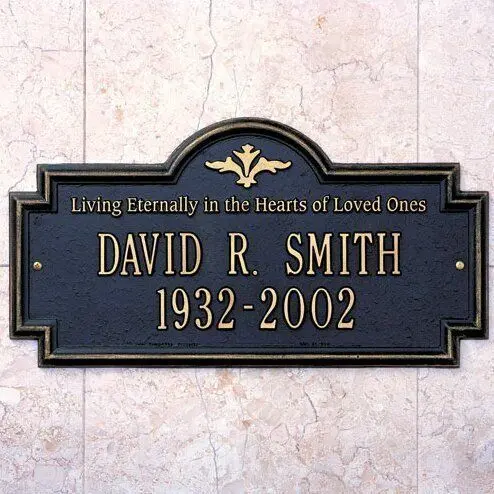 Living Eternally in the Hearts of Loved Ones
DAVID R. SMITH
1932-2002